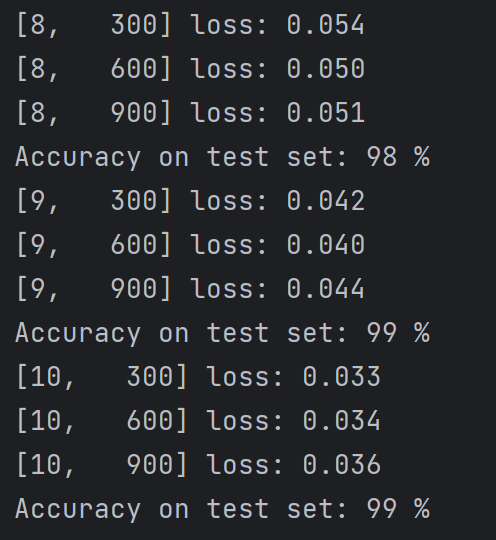 [8,   300] loss: 0.054
[8,   600] loss: 0.050
[8,   900] loss: 0.051
Accuracy on test set: 98 %
[9,   300] loss: 0.042
[9,   600] loss: 0.040
[9,   900] loss: 0.044
Accuracy on test set: 99 %
[10,   300] loss: 0.033
[10,   600] loss: 0.034
[10,   900] loss: 0.036
Accuracy on test set: 99 %